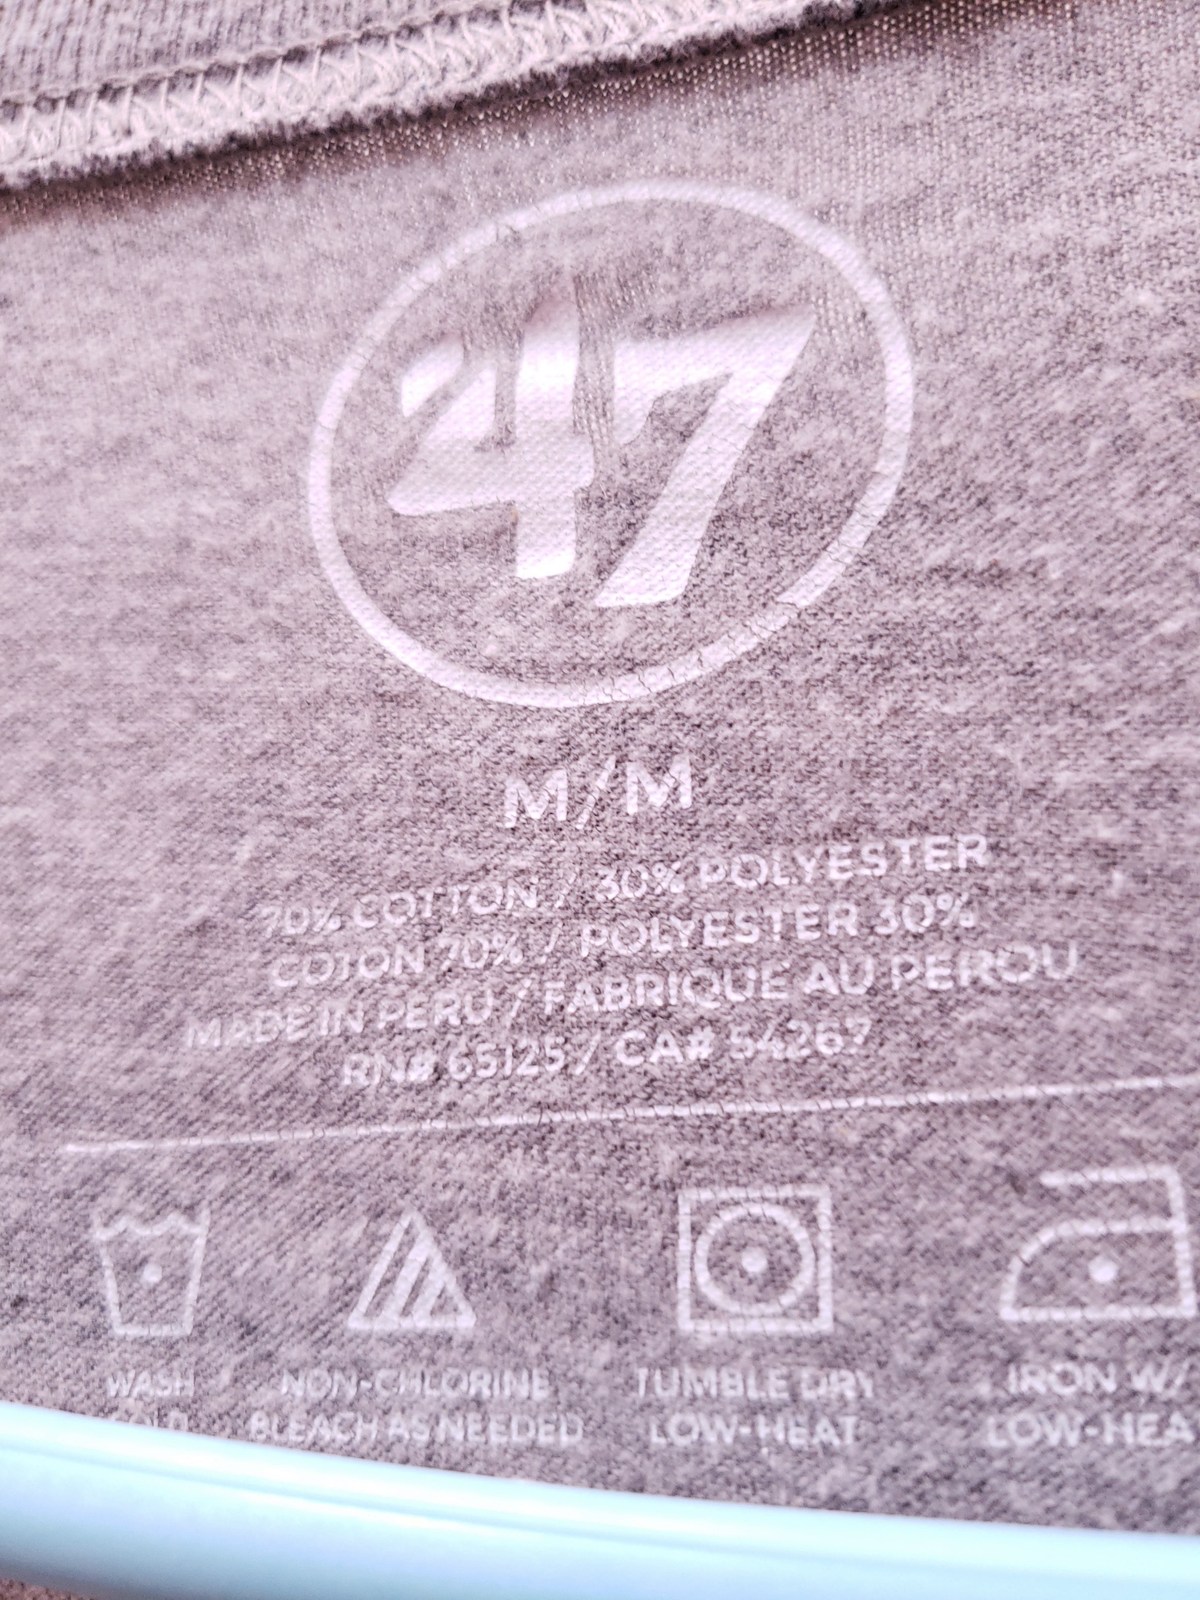 47
M/M
70% COTTON / 30% POLYESTER
COTON 70% / POLYESTER 30%
MADE IN PERU / FABRIQUE AU PEROU
RN# 65125 / CA# 54267
WASH
NON-CHLORINE
BLEACH AS NEEDED
TUMBLE DRY
LOW-HEAT
IRON W/
LOW-HEA